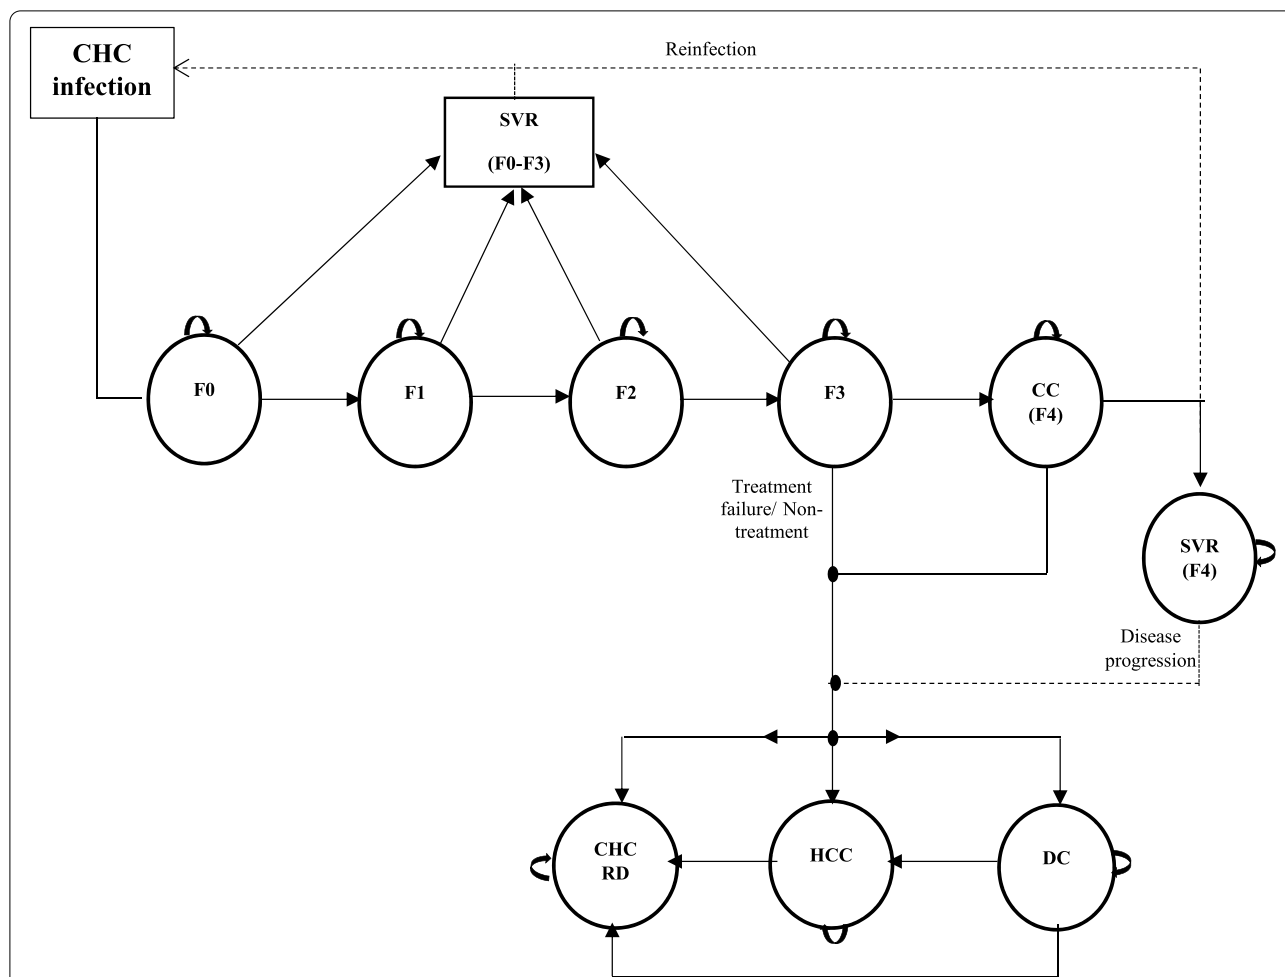 CHC
infection
Reinfection
SVR
(F0-F3)
F0
F1
F2
F3
CC
(F4)
Treatment
failure/ Non-
treatment
SVR
(F4)
Disease
progression
CHC
RD
HCC
DC